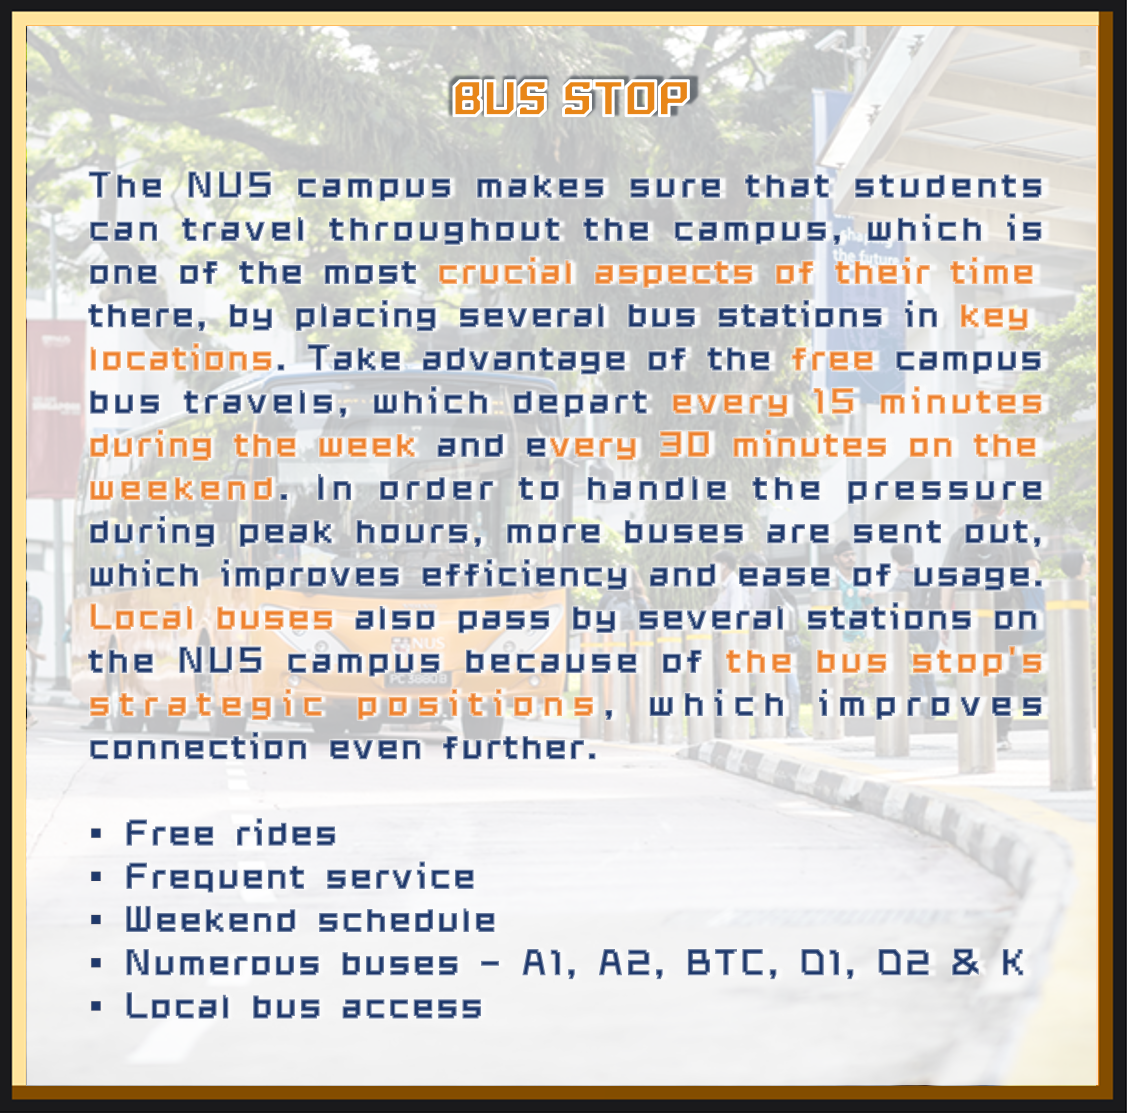 BUS STOP
The NUS campus makes sure that students
can travel throughout the campus, which is
one of the most crucial aspects of their time
there, by placing several bus stations in key
locations. Take advantage of the free campus
bus travels, which depart every 15 minutes
during the week and every 30 minutes on the
weekend. In order to handle the pressure
during peak hours, more buses are sent out,
which improves efficiency and ease of usage.
Local buses also pass by several stations on
the NUS campus because of the bus stop's
strategic positions, which improves
connection even further.
▪ Free rides
▪ Frequent service
▪ Weekend schedule
▪ Numerous buses – A1, A2, BTC, D1, D2 & K
▪ Local bus access
shaping
the future
NUS
PC 3880B